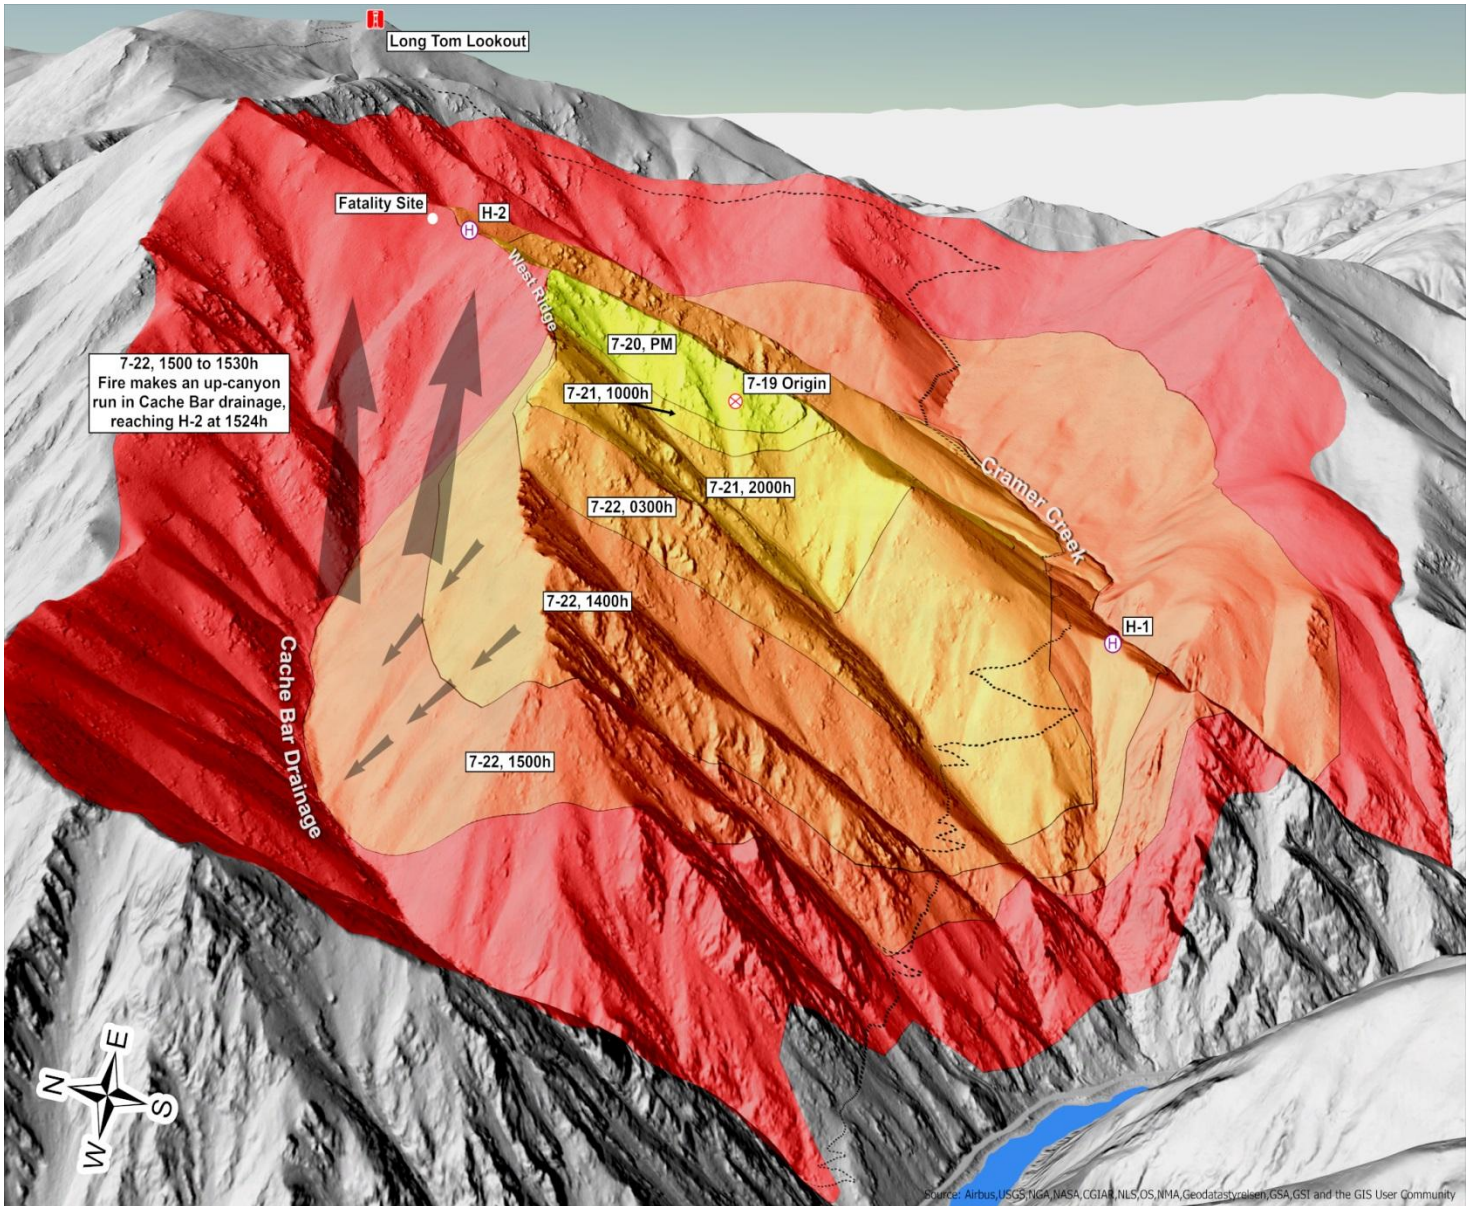 Long Tom Lookout
Fatality Site
H-2
H
West Ridge
7-20, PM
7-22, 1500 to 1530h
Fire makes an up-canyon
run in Cache Bar drainage,
reaching H-2 at 1524h
7-19 Origin
7-21, 1000h
7-21, 2000h
7-22, 0300h
Cramer Creek
7-22, 1400h
H-1
H
Cache Bar Drainage
7-22, 1500h
E
N
S
W
Source: Airbus,USGS,NGA,NASA,CGIAR,NLS,OS,NMA,Geodatastyrelsen,GSA,GSI and the GIS User Community